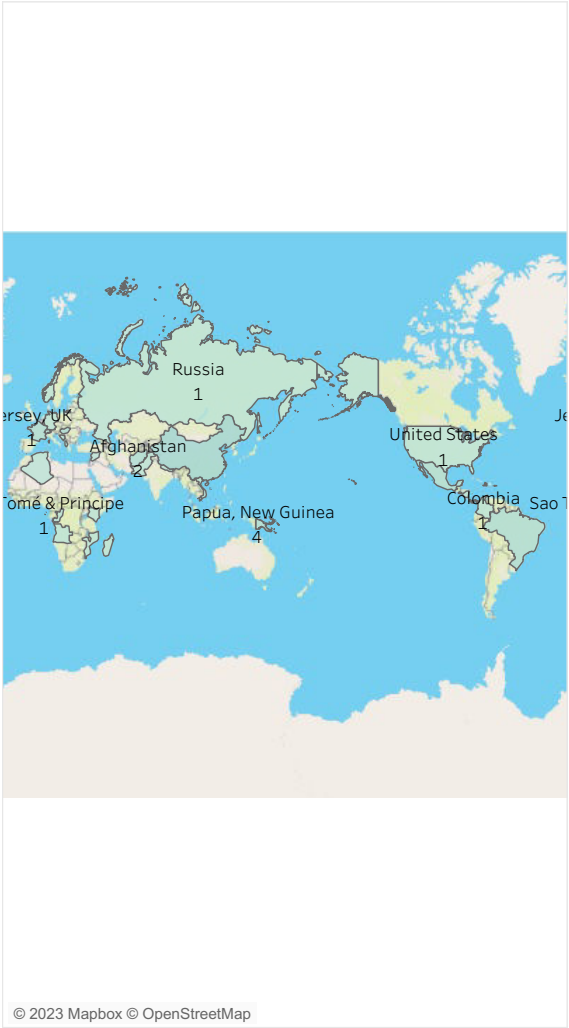 Russia
1
ersey, UK
1
Je
United States
1
Afghanistan
2
Colombia
1
Tomé & Principe
1
Sao T
Papua, New Guinea
4
© 2023 Mapbox © OpenStreetMap